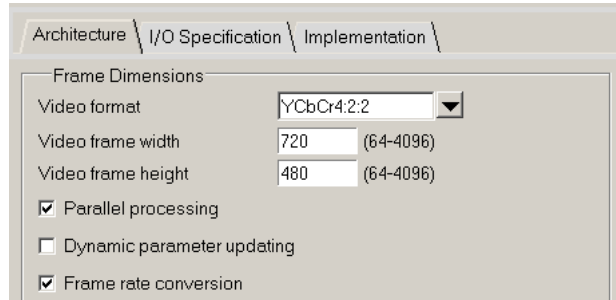 Architecture I/O Specification Implementation
Frame Dimensions
Video format YCbCr4:2:2
Video frame width 720 (64-4096)
Video frame height 480 (64-4096)
Parallel processing
Dynamic parameter updating
Frame rate conversion